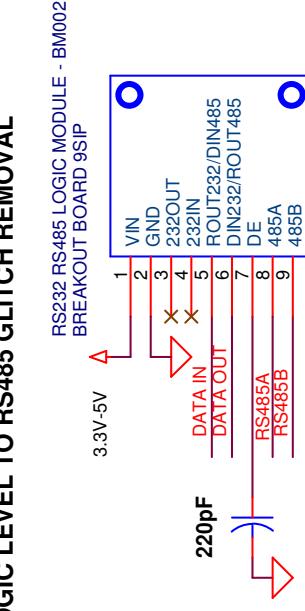 OGIC LEVEL TO RS485 GLITCH REMOVAL
RS232 RS485 LOGIC MODULE - BM002
BREAKOUT BOARD 9SIP
3.3V-5V
1 VIN
2 GND
3 232OUT
4 232IN
DATA IN 5 ROUT232/DIN485
DATA OUT 6 DIN232/ROUT485
7 DE
RS485A 8 485A
RS485B 9 485B
220pF